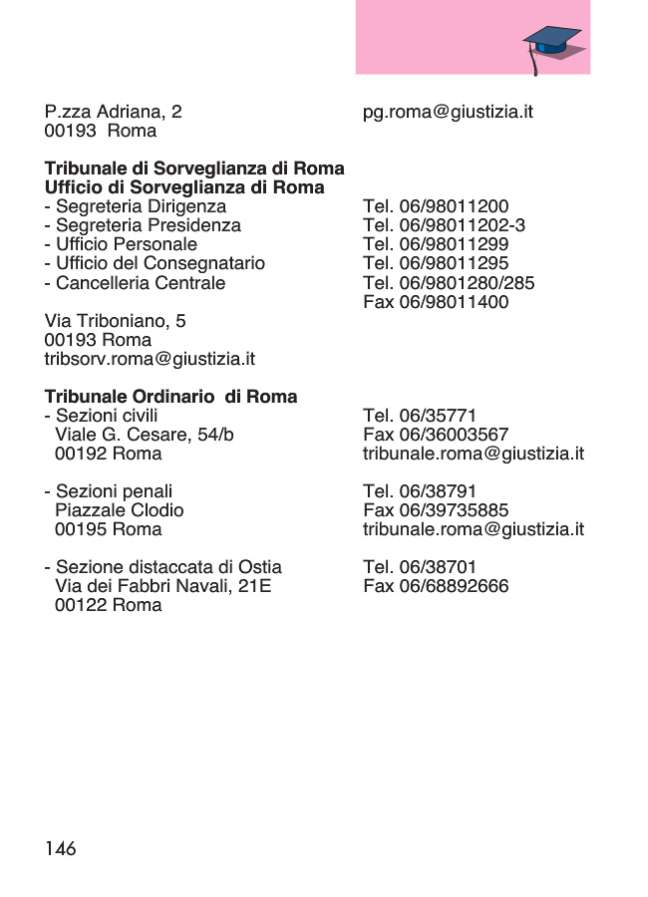 P.zza Adriana, 2 pg.roma@giustizia.it
00193 Roma
Tribunale di Sorveglianza di Roma
Ufficio di Sorveglianza di Roma
- Segreteria Dirigenza Tel. 06/98011200
- Segreteria Presidenza Tel. 06/98011202-3
- Ufficio Personale Tel. 06/98011299
- Ufficio del Consegnatario Tel. 06/98011295
- Cancelleria Centrale Tel. 06/9801280/285
Fax 06/98011400
Via Triboniano, 5
00193 Roma
tribsorv.roma@giustizia.it
Tribunale Ordinario di Roma
- Sezioni civili Tel. 06/35771
Viale G. Cesare, 54/b Fax 06/36003567
00192 Roma tribunale.roma@giustizia.it
- Sezioni penali Tel. 06/38791
Piazzale Clodio Fax 06/39735885
00195 Roma tribunale.roma@giustizia.it
- Sezione distaccata di Ostia Tel. 06/38701
Via dei Fabbri Navali, 21E Fax 06/68892666
00122 Roma
146